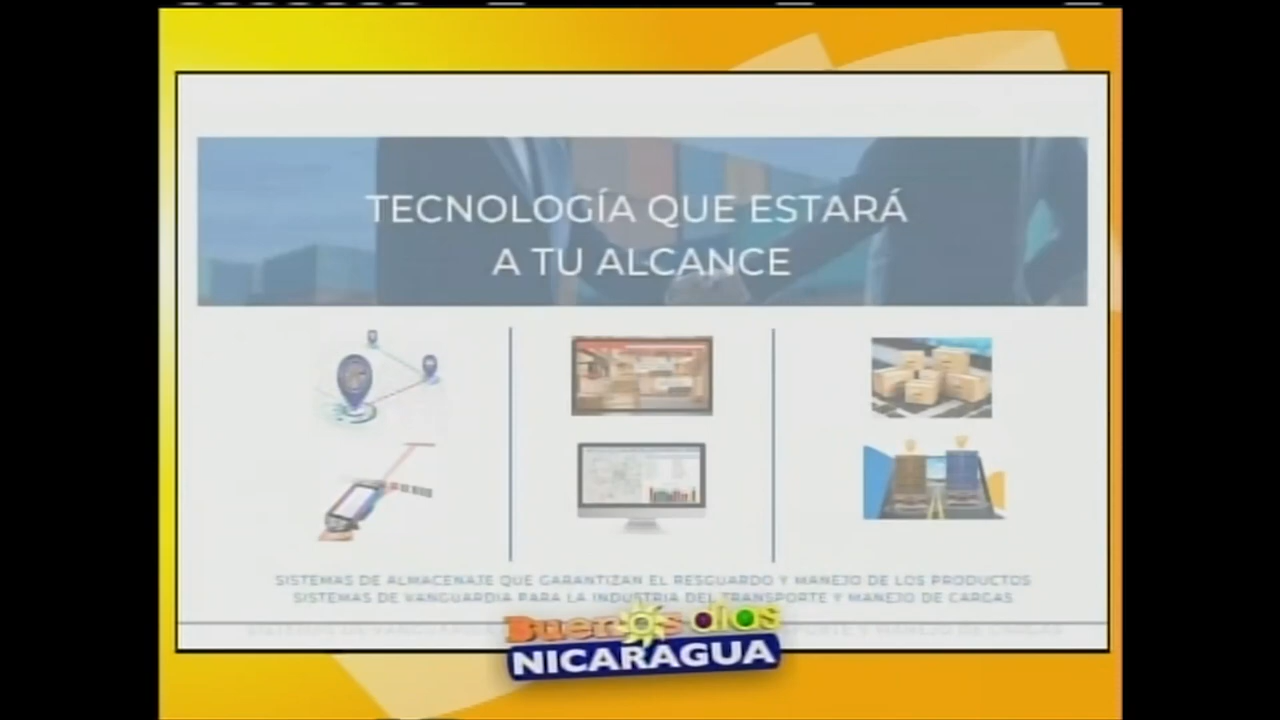 TECNOLOGÍA QUE ESTARÁ
A TU ALCANCE
SISTEMAS DE ALMACENAJE QUE GARANTIZAN EL RESGUARDO Y MANEJO DE LOS PRODUCTOS
SISTEMAS DE VANGUARDIA PARA LA INDUSTRIA DEL TRANSPORTE Y MANEJO DE CARGAS
Buenos días
NICARAGUA